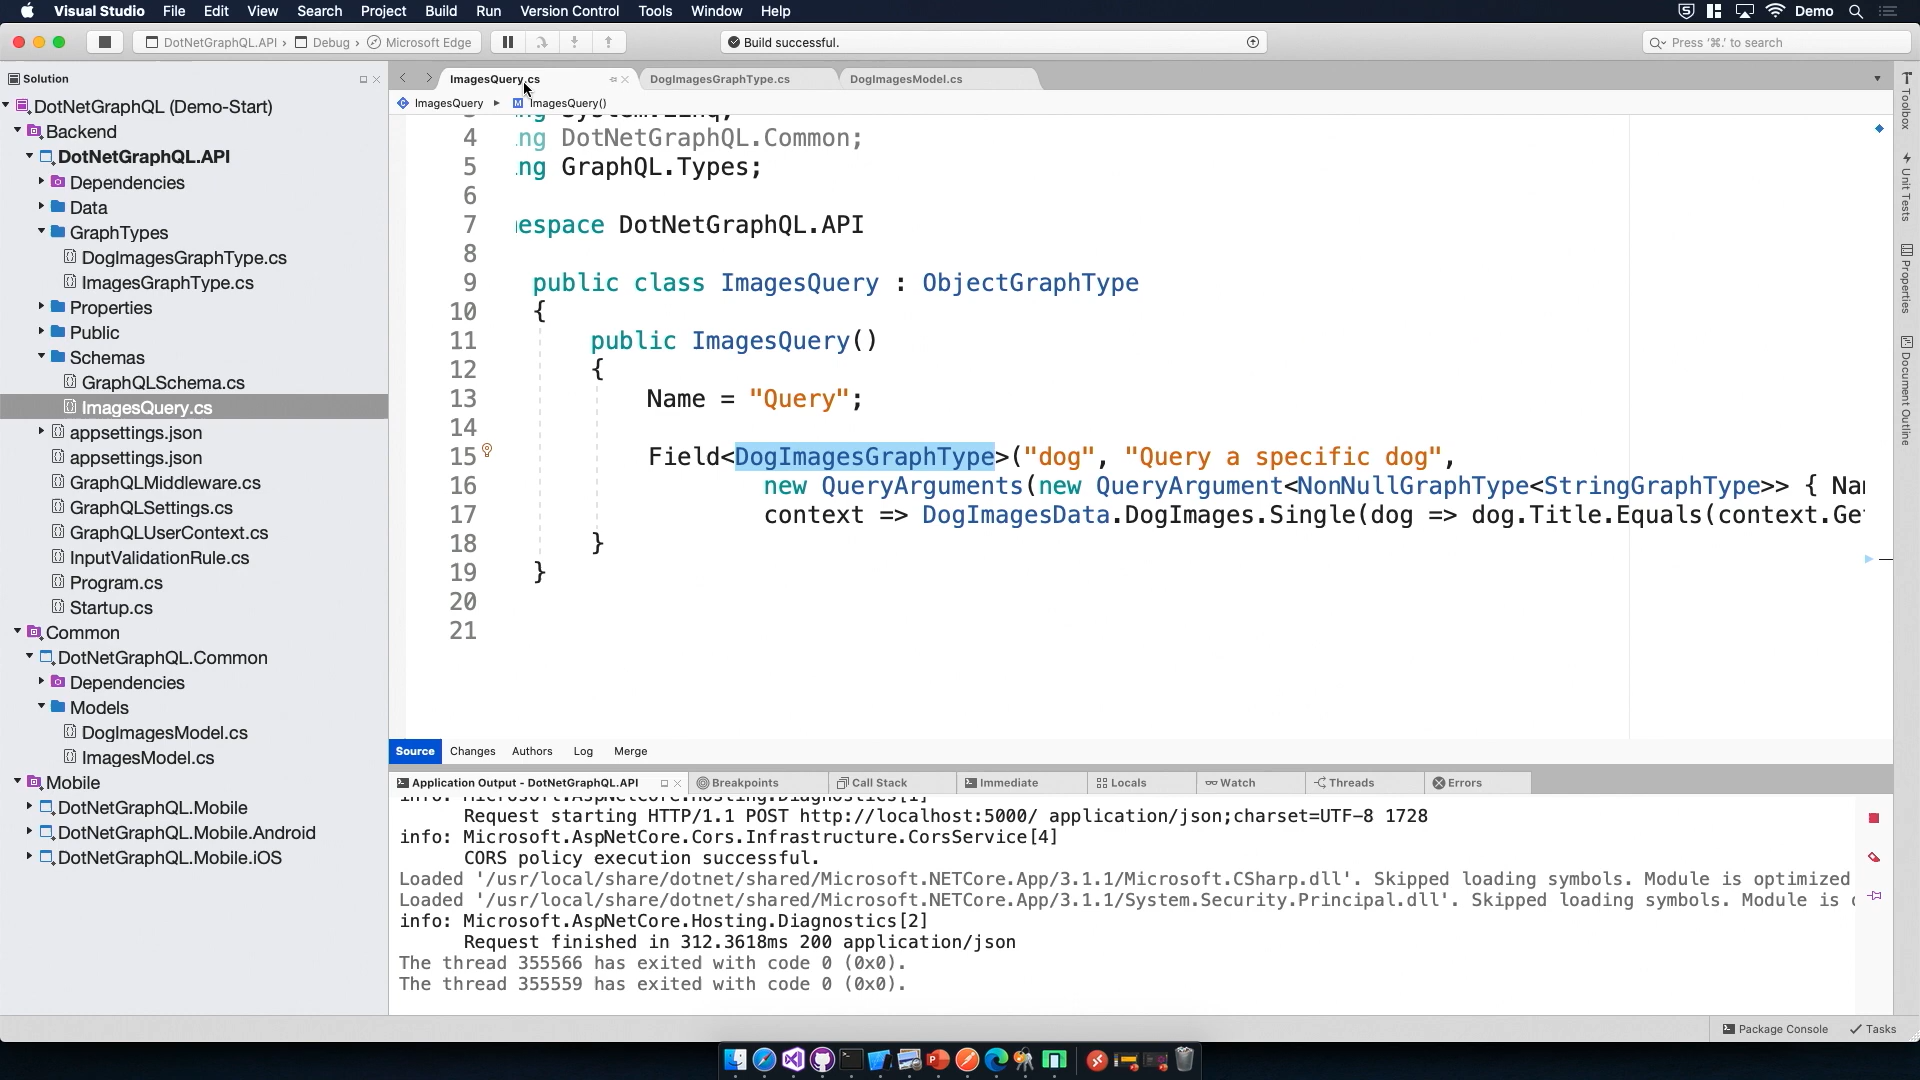 Visual Studio File Edit View Search Project Build Run Version Control Tools Window Help Demo
DotNetGraphQL.API › Debug › Microsoft Edge
Build successful.
Press '⌘.' to search
Solution
DotNetGraphQL (Demo-Start)
Backend
DotNetGraphQL.API
Dependencies
Data
GraphTypes
DogImagesGraphType.cs
ImagesGraphType.cs
Properties
Public
Schemas
GraphQLSchema.cs
ImagesQuery.cs
appsettings.json
appsettings.json
GraphQLMiddleware.cs
GraphQLSettings.cs
GraphQLUserContext.cs
InputValidationRule.cs
Program.cs
Startup.cs
Common
DotNetGraphQL.Common
Dependencies
Models
DogImagesModel.cs
ImagesModel.cs
Mobile
DotNetGraphQL.Mobile
DotNetGraphQL.Mobile.Android
DotNetGraphQL.Mobile.iOS
ImagesQuery.cs DogImagesGraphType.cs DogImagesModel.cs
ImagesQuery ▸ M ImagesQuery()
4 ng DotNetGraphQL.Common;
5 ng GraphQL.Types;
6
7 espace DotNetGraphQL.API
8
9 public class ImagesQuery : ObjectGraphType
10 {
11 public ImagesQuery()
12 {
13 Name = "Query";
14
15 Field<DogImagesGraphType>("dog", "Query a specific dog",
16 new QueryArguments(new QueryArgument<NonNullGraphType<StringGraphType>> { Nam
17 context => DogImagesData.DogImages.Single(dog => dog.Title.Equals(context.Ge
18 }
19 }
20
21
Source Changes Authors Log Merge
Application Output - DotNetGraphQL.API Breakpoints Call Stack Immediate Locals Watch Threads Errors
info: Microsoft.AspNetCore.Hosting.Diagnostics[1]
Request starting HTTP/1.1 POST http://localhost:5000/ application/json;charset=UTF-8 1728
info: Microsoft.AspNetCore.Cors.Infrastructure.CorsService[4]
CORS policy execution successful.
Loaded '/usr/local/share/dotnet/shared/Microsoft.NETCore.App/3.1.1/Microsoft.CSharp.dll'. Skipped loading symbols. Module is optimized
Loaded '/usr/local/share/dotnet/shared/Microsoft.NETCore.App/3.1.1/System.Security.Principal.dll'. Skipped loading symbols. Module is
info: Microsoft.AspNetCore.Hosting.Diagnostics[2]
Request finished in 312.3618ms 200 application/json
The thread 355566 has exited with code 0 (0x0).
The thread 355559 has exited with code 0 (0x0).
Toolbox
Unit Tests
Properties
Document Outline
Package Console Tasks